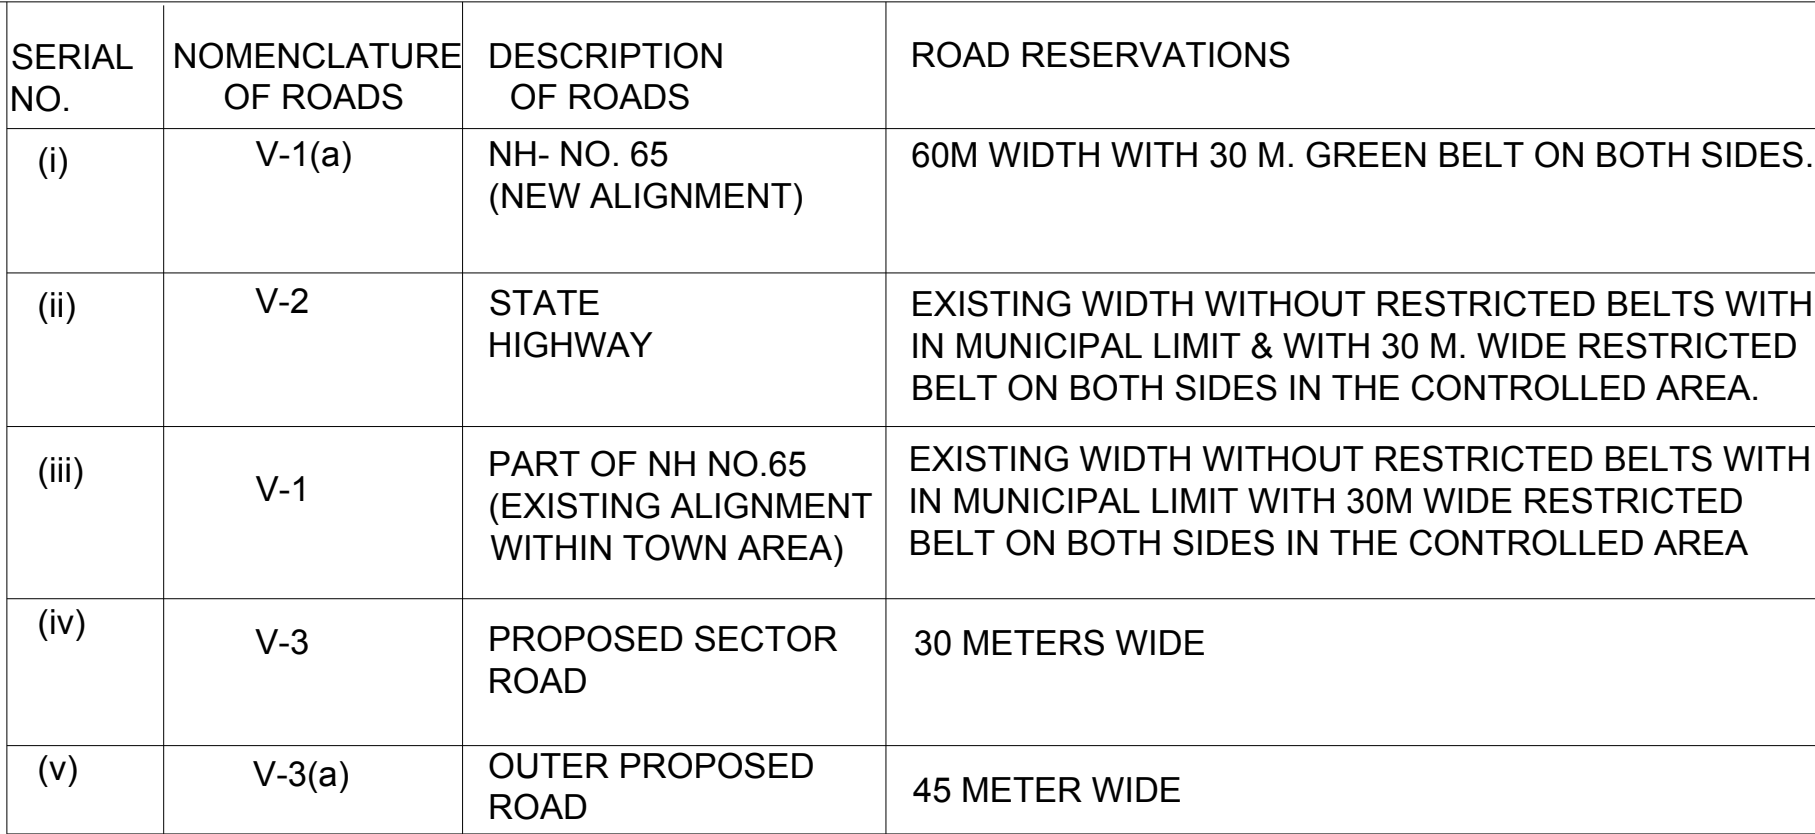 SERIAL
NO.
NOMENCLATURE
OF ROADS
DESCRIPTION
OF ROADS
ROAD RESERVATIONS
(i)
V-1(a)
NH- NO. 65
(NEW ALIGNMENT)
60M WIDTH WITH 30 M. GREEN BELT ON BOTH SIDES.
(ii)
V-2
STATE
HIGHWAY
EXISTING WIDTH WITHOUT RESTRICTED BELTS WITH
IN MUNICIPAL LIMIT & WITH 30 M. WIDE RESTRICTED
BELT ON BOTH SIDES IN THE CONTROLLED AREA.
(iii)
V-1
PART OF NH NO.65
(EXISTING ALIGNMENT
WITHIN TOWN AREA)
EXISTING WIDTH WITHOUT RESTRICTED BELTS WITH
IN MUNICIPAL LIMIT WITH 30M WIDE RESTRICTED
BELT ON BOTH SIDES IN THE CONTROLLED AREA
(iv)
V-3
PROPOSED SECTOR
ROAD
30 METERS WIDE
(v)
V-3(a)
OUTER PROPOSED
ROAD
45 METER WIDE